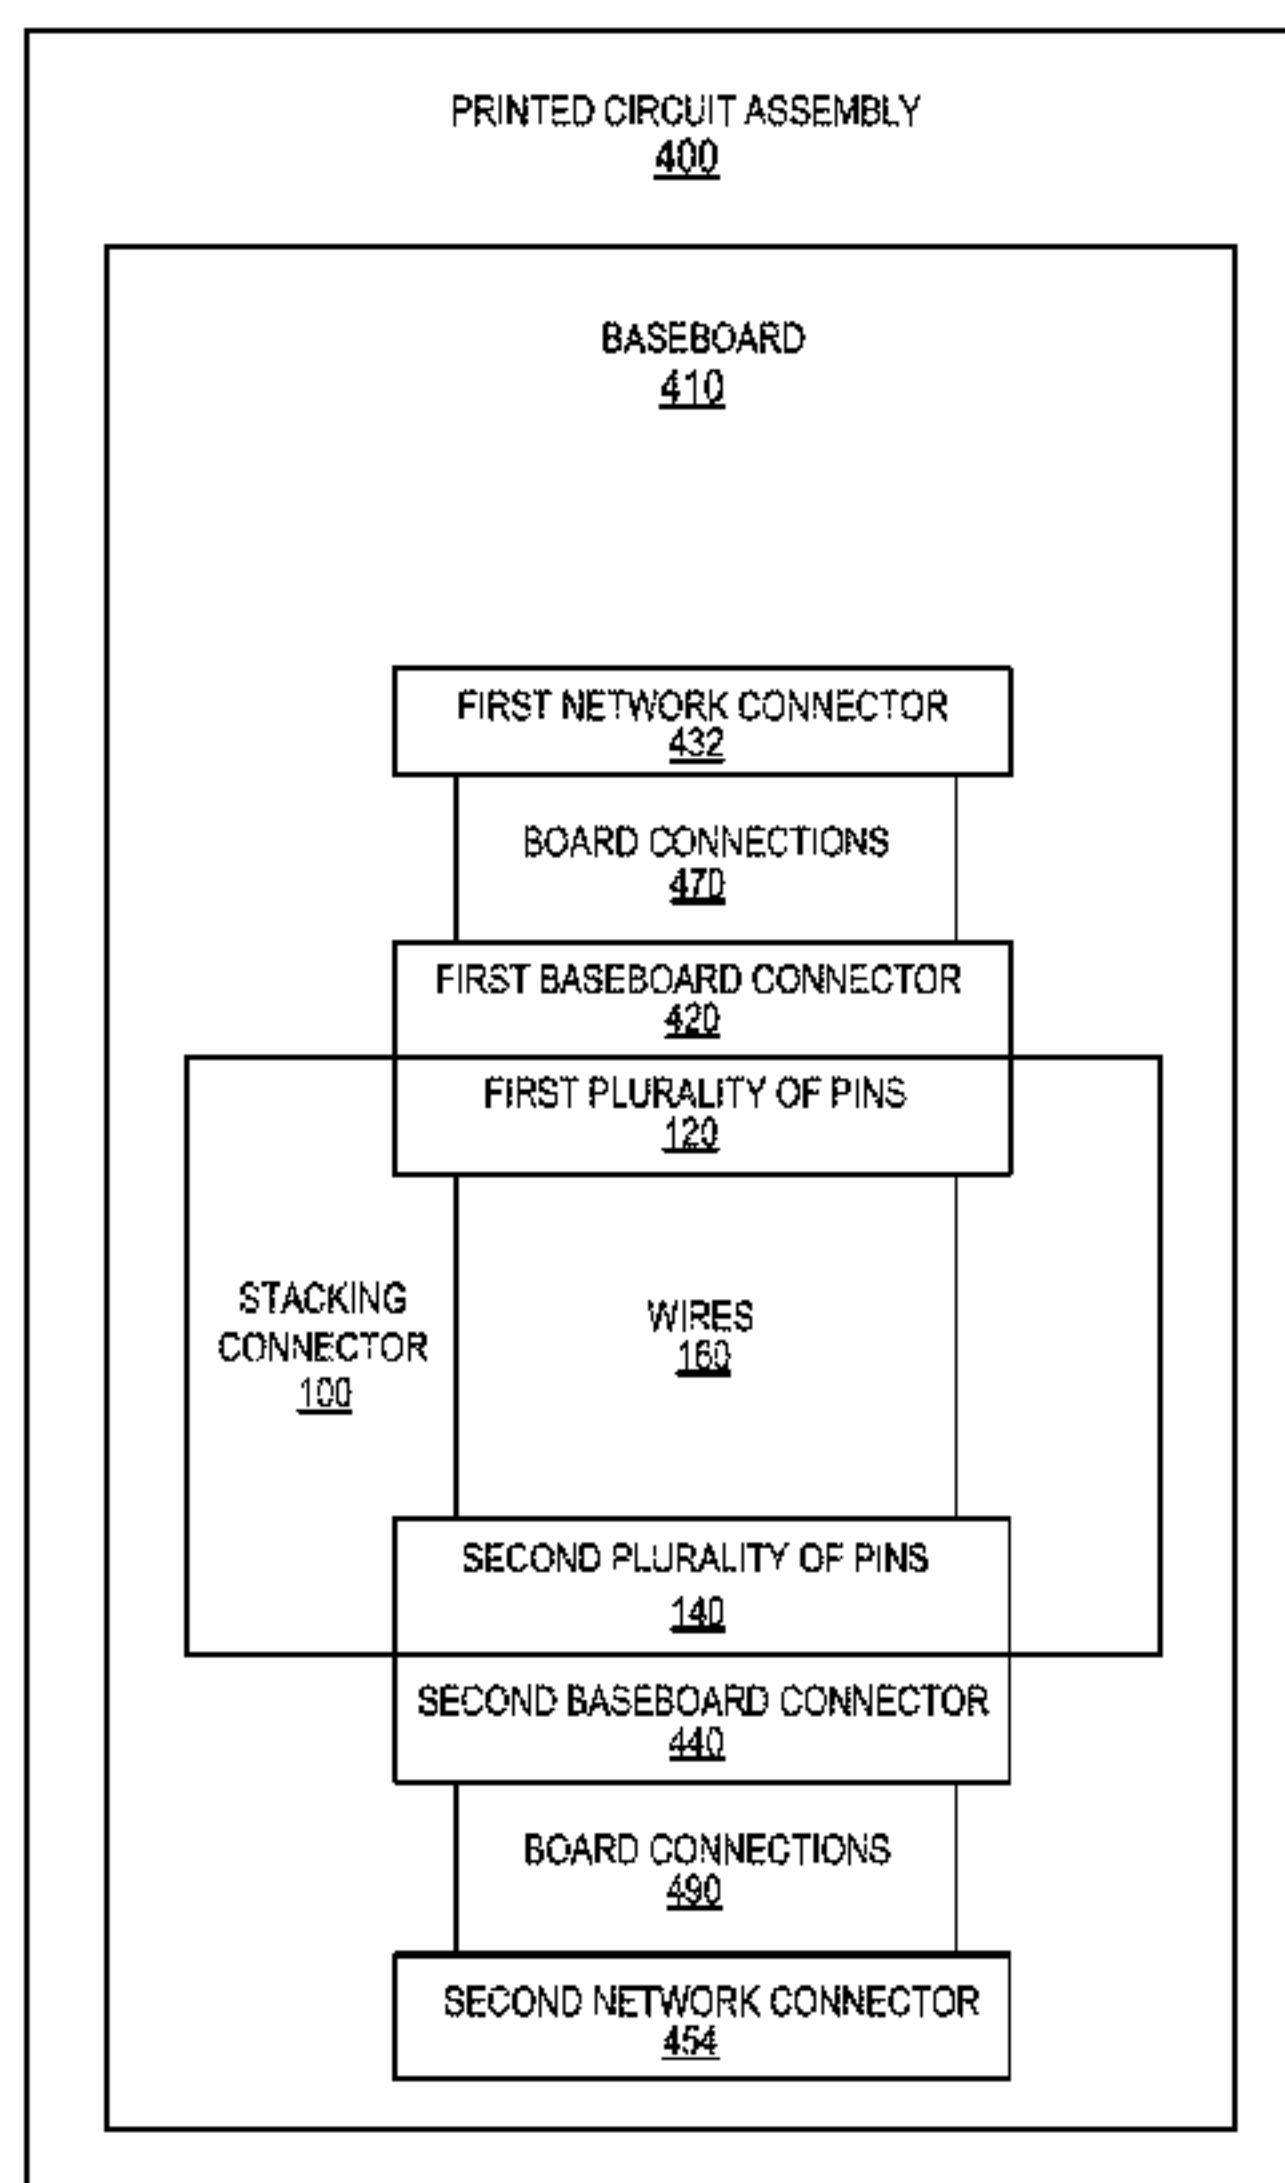 PRINTED CIRCUIT ASSEMBLY
400
BASEBOARD
410
FIRST NETWORK CONNECTOR
432
BOARD CONNECTIONS
470
FIRST BASEBOARD CONNECTOR
420
FIRST PLURALITY OF PINS
120
STACKING
CONNECTOR
100
WIRES
160
SECOND PLURALITY OF PINS
140
SECOND BASEBOARD CONNECTOR
440
BOARD CONNECTIONS
490
SECOND NETWORK CONNECTOR
454